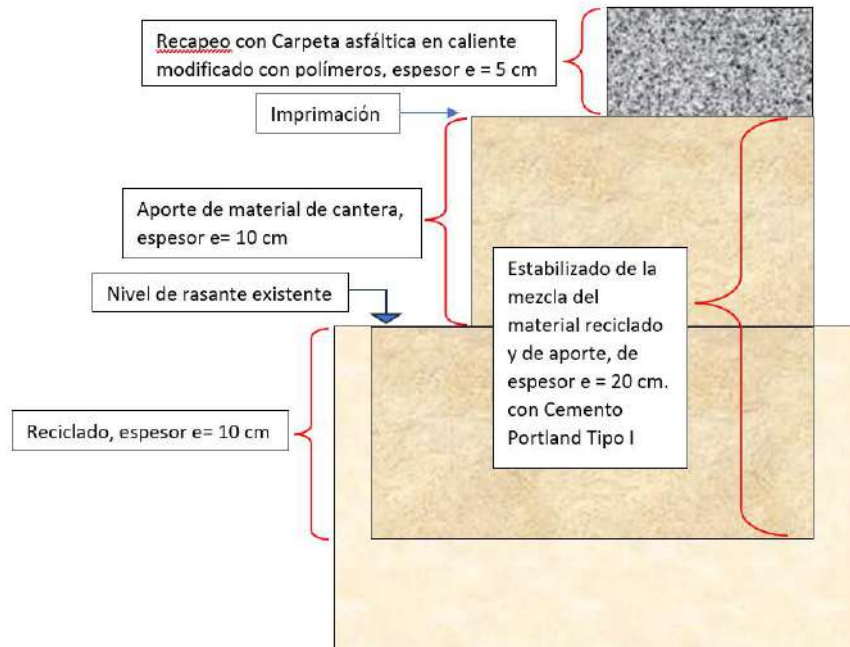 Recapeo con Carpeta asfáltica en caliente
modificado con polímeros, espesor e = 5 cm
Imprimación
Aporte de material de cantera,
espesor e= 10 cm
Nivel de rasante existente
Estabilizado de la
mezcla del
material reciclado
y de aporte, de
espesor e = 20 cm.
con Cemento
Portland Tipo I
Reciclado, espesor e= 10 cm